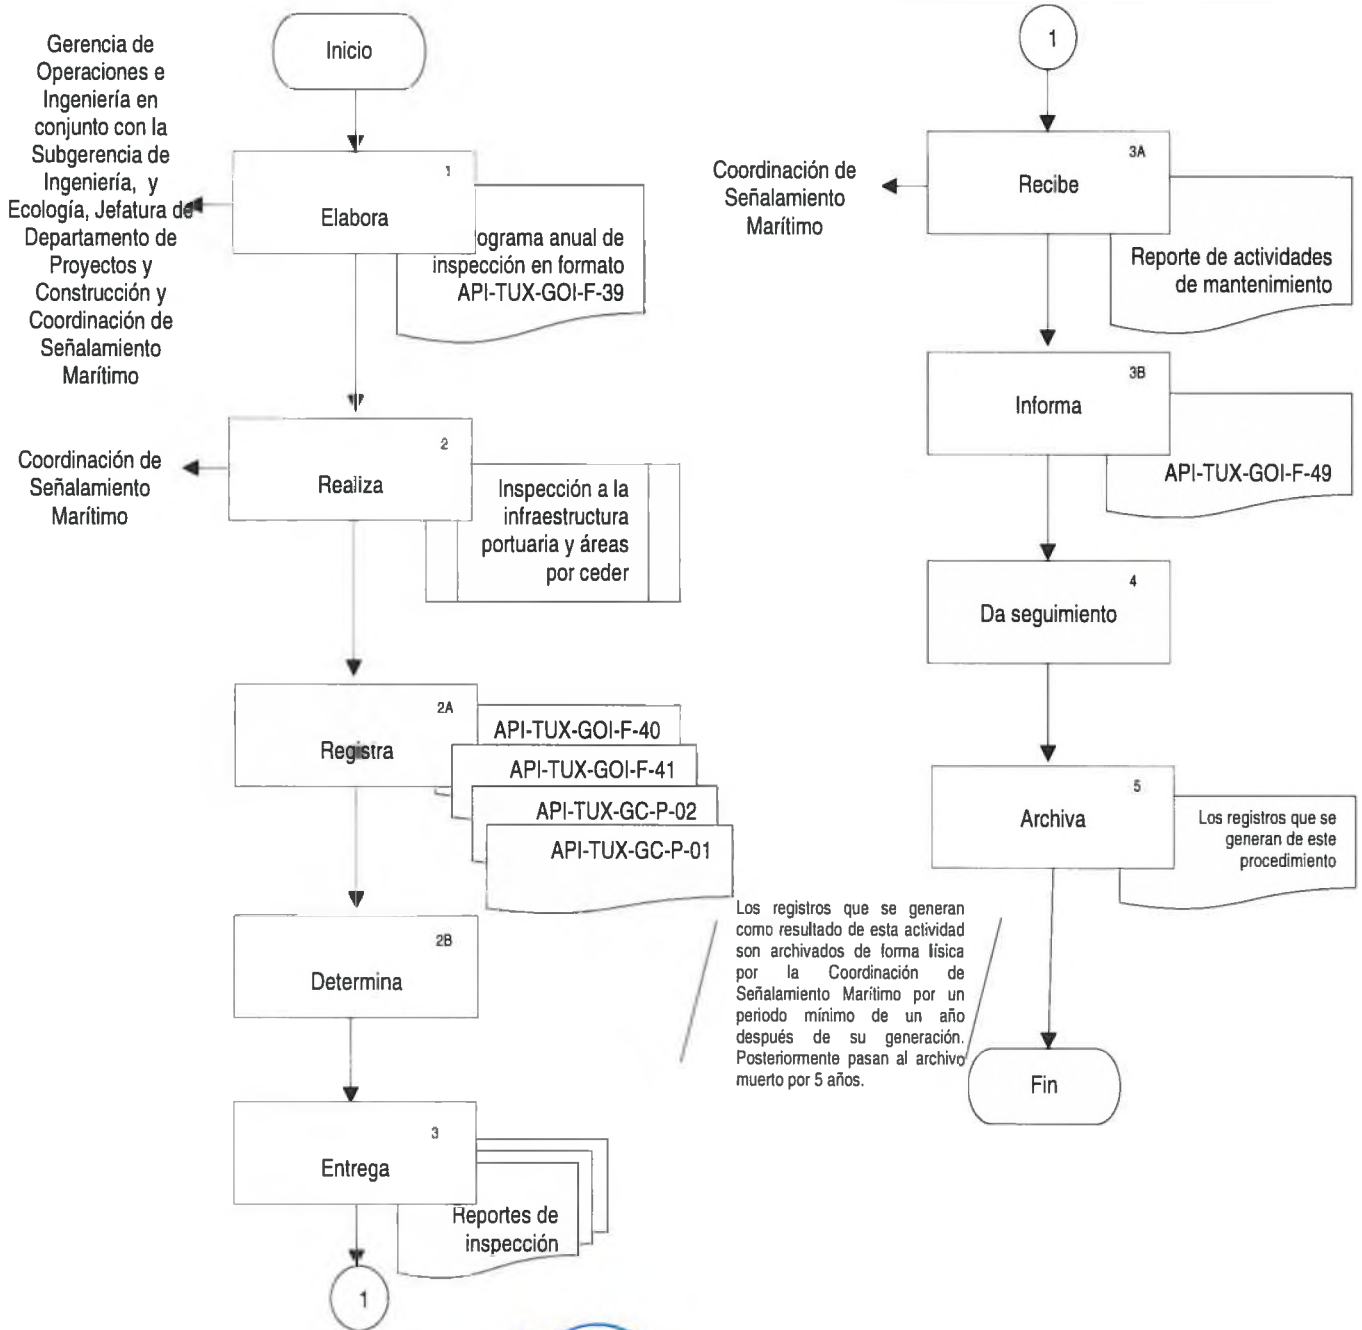 Inicio
Gerencia de
Operaciones e
Ingeniería en
conjunto con la
Subgerencia de
Ingeniería, y
Ecología, Jefatura de
Departamento de
Proyectos y
Construcción y
Coordinación de
Señalamiento
Marítimo
1
Elabora
ograma anual de
inspección en formato
API-TUX-GOI-F-39
Coordinación de
Señalamiento
Marítimo
2
Realiza
Inspección a la
infraestructura
portuaria y áreas
por ceder
2A
Registra
API-TUX-GOI-F-40
API-TUX-GOI-F-41
API-TUX-GC-P-02
API-TUX-GC-P-01
2B
Determina
3
Entrega
Reportes de
inspección
1
1
Coordinación de
Señalamiento
Marítimo
3A
Recibe
Reporte de actividades
de mantenimiento
3B
Informa
API-TUX-GOI-F-49
4
Da seguimiento
5
Archiva
Los registros que se
generan de este
procedimiento
Los registros que se generan
como resultado de esta actividad
son archivados de forma física
por la Coordinación de
Señalamiento Marítimo por un
periodo mínimo de un año
después de su generación.
Posteriormente pasan al archivo
muerto por 5 años.
Fin